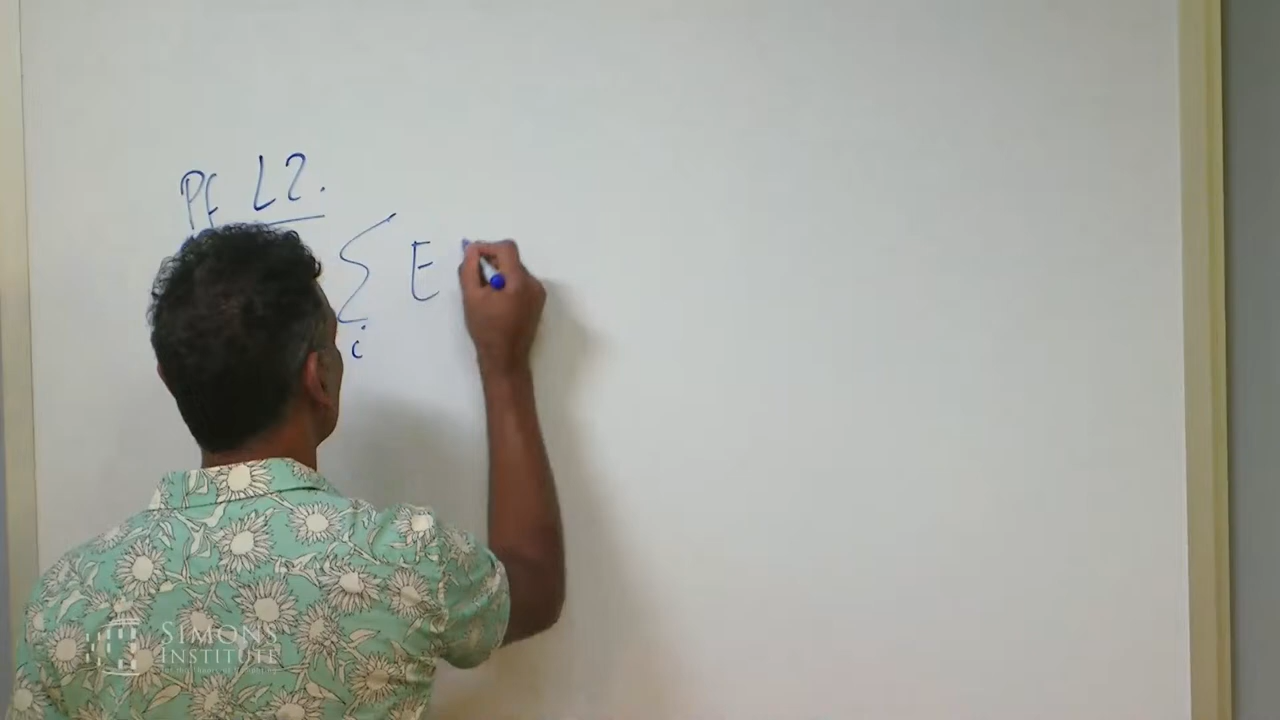 Pf L2.
∑ E
i
SIMONS
INSTITUTE